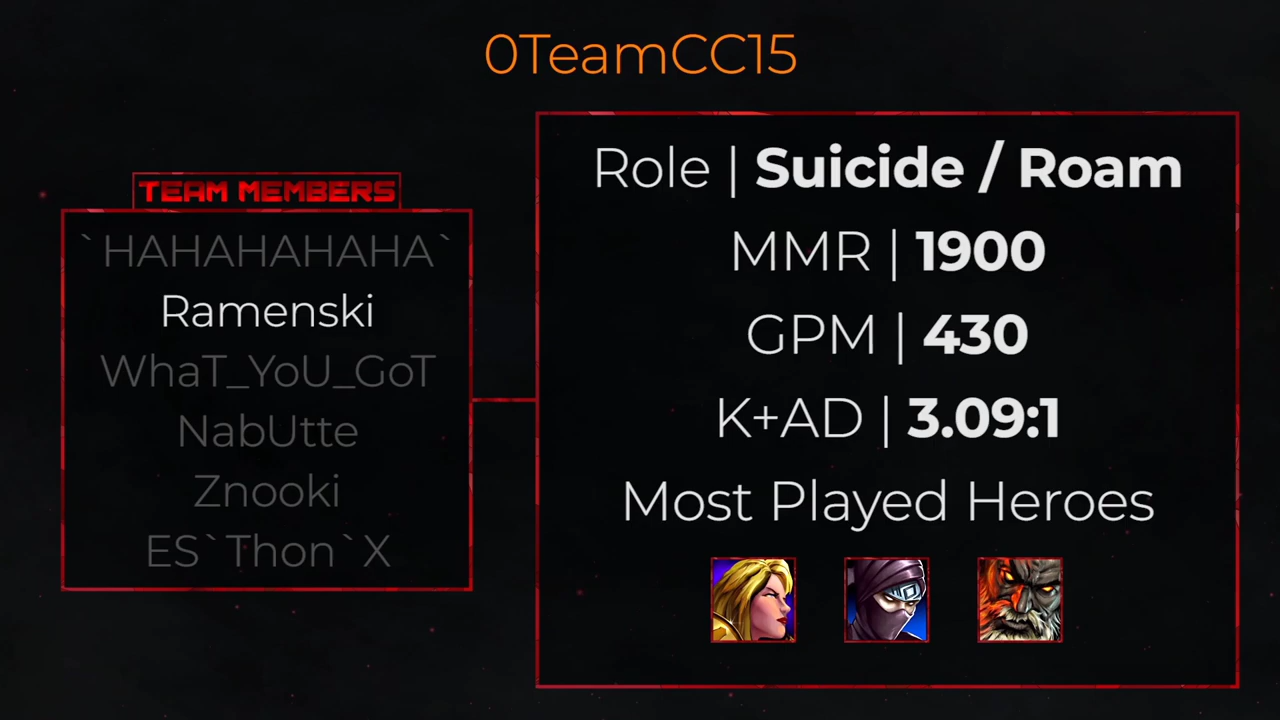 0TeamCC15
TEAM MEMBERS
`HAHAHAHAHA`
Ramenski
WhaT_YoU_GoT
NabUtte
Znooki
ES`Thon`X
Role | Suicide / Roam
MMR | 1900
GPM | 430
K+AD | 3.09:1
Most Played Heroes